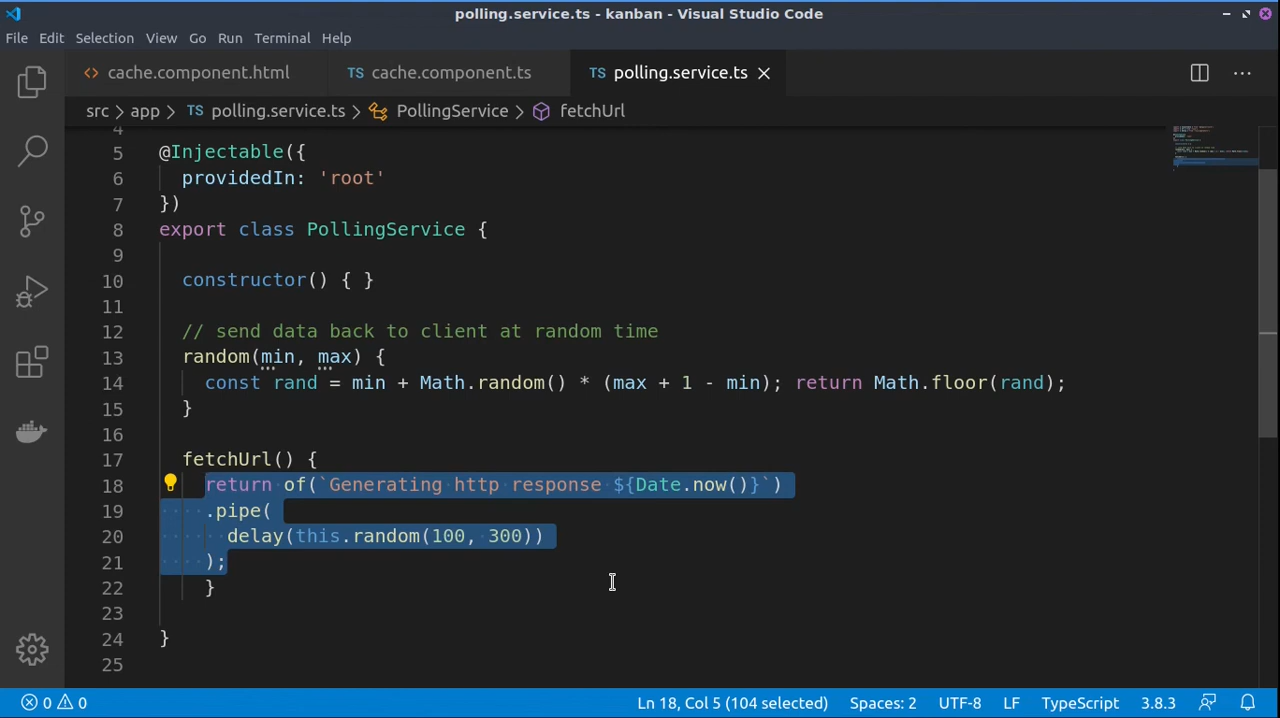 polling.service.ts - kanban - Visual Studio Code
File Edit Selection View Go Run Terminal Help
<> cache.component.html TS cache.component.ts TS polling.service.ts
src > app > TS polling.service.ts > PollingService > fetchUrl
4
5 @Injectable({
6 providedIn: 'root'
7 })
8 export class PollingService {
9
10 constructor() { }
11
12 // send data back to client at random time
13 random(min, max) {
14 const rand = min + Math.random() * (max + 1 - min); return Math.floor(rand);
15 }
16
17 fetchUrl() {
18 return of(`Generating http response ${Date.now()}`)
19 .pipe(
20 delay(this.random(100, 300))
21 );
22 }
23
24 }
25
0 0 Ln 18, Col 5 (104 selected) Spaces: 2 UTF-8 LF TypeScript 3.8.3